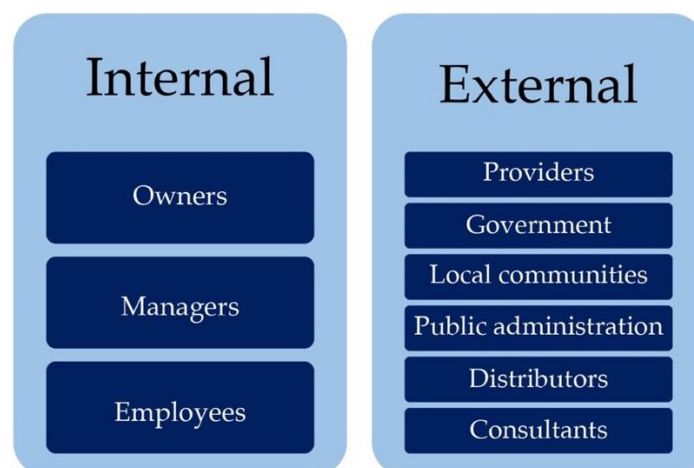 Internal
Owners
Managers
Employees
External
Providers
Government
Local communities
Public administration
Distributors
Consultants